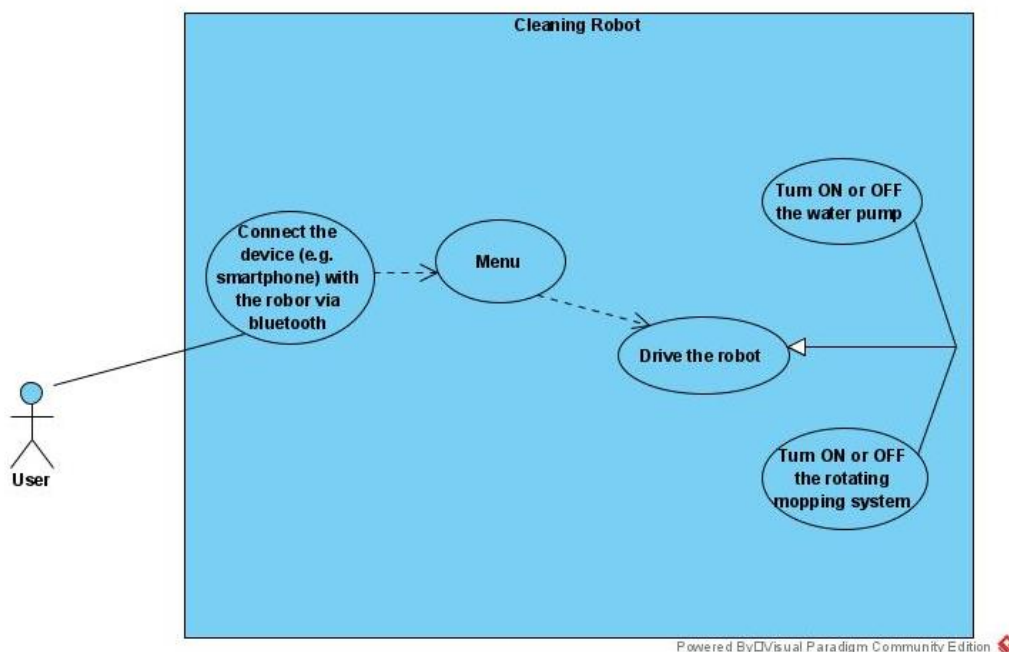 Cleaning Robot
Turn ON or OFF
the water pump
Connect the
device (e.g.
smartphone) with
the robor via
bluetooth
Menu
Drive the robot
Turn ON or OFF
the rotating
mopping system
User
Powered By□Visual Paradigm Community Edition